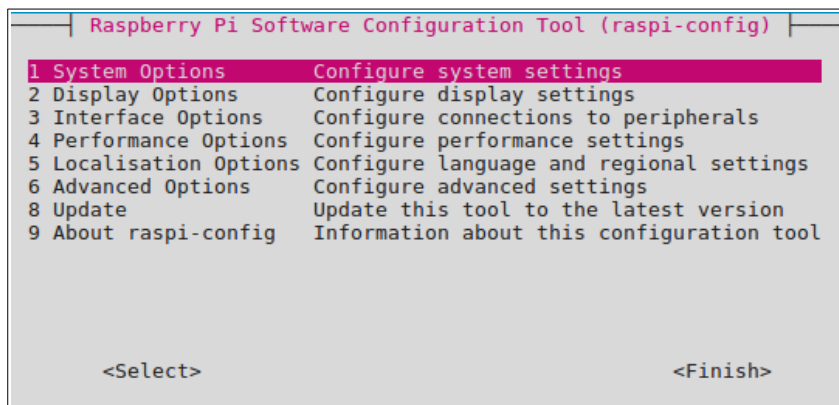 Raspberry Pi Software Configuration Tool (raspi-config)
1 System Options Configure system settings
2 Display Options Configure display settings
3 Interface Options Configure connections to peripherals
4 Performance Options Configure performance settings
5 Localisation Options Configure language and regional settings
6 Advanced Options Configure advanced settings
8 Update Update this tool to the latest version
9 About raspi-config Information about this configuration tool
<Select> <Finish>